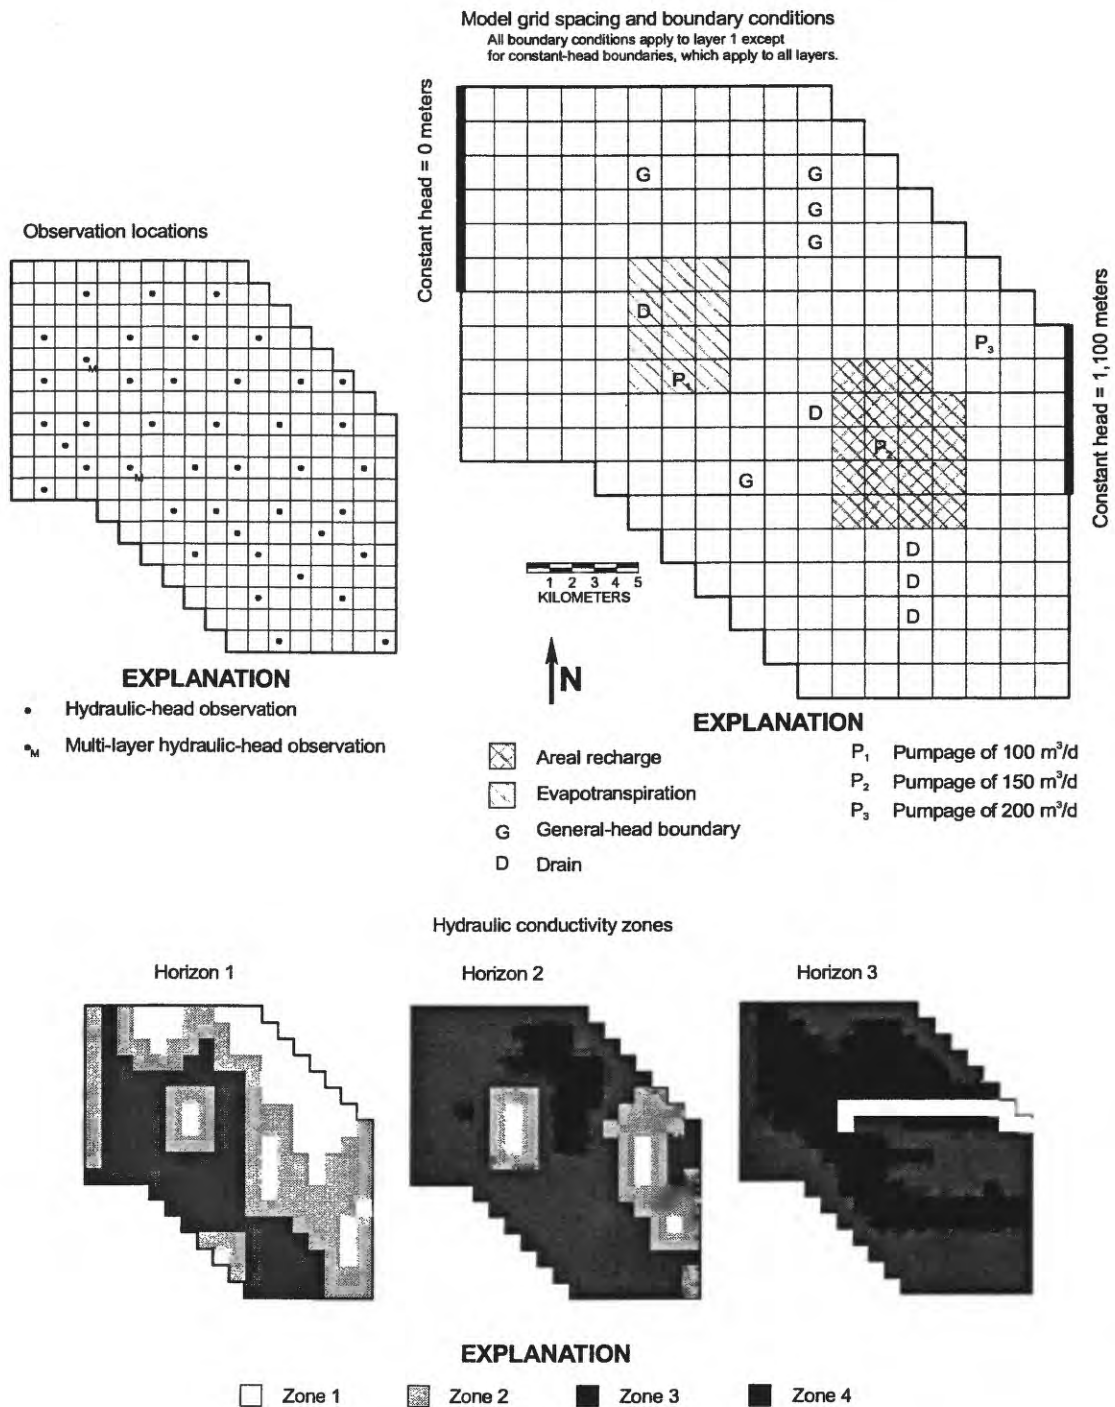 Model grid spacing and boundary conditions
All boundary conditions apply to layer 1 except
for constant-head boundaries, which apply to all layers.
Constant head = 0 meters
G
G
G
G
Observation locations
D
P₃
M
P₁
D
P₂
M
G
Constant head = 1,100 meters
D
D
D
1 2 3 4 5
KILOMETERS
N
EXPLANATION
• Hydraulic-head observation
•M Multi-layer hydraulic-head observation
EXPLANATION
Areal recharge
Evapotranspiration
G General-head boundary
D Drain
P₁ Pumpage of 100 m³/d
P₂ Pumpage of 150 m³/d
P₃ Pumpage of 200 m³/d
Hydraulic conductivity zones
Horizon 1
Horizon 2
Horizon 3
EXPLANATION
Zone 1 Zone 2 Zone 3 Zone 4